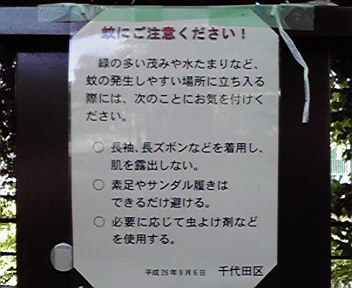 蚊にご注意ください！
緑の多い茂みや水たまりなど、
蚊の発生しやすい場所に立ち入る
際には、次のことにお気を付けく
ださい。
○ 長袖、長ズボンなどを着用し、
肌を露出しない。
○ 素足やサンダル履きは
できるだけ避ける。
○ 必要に応じて虫よけ剤など
を使用する。
平成26年9月6日 千代田区